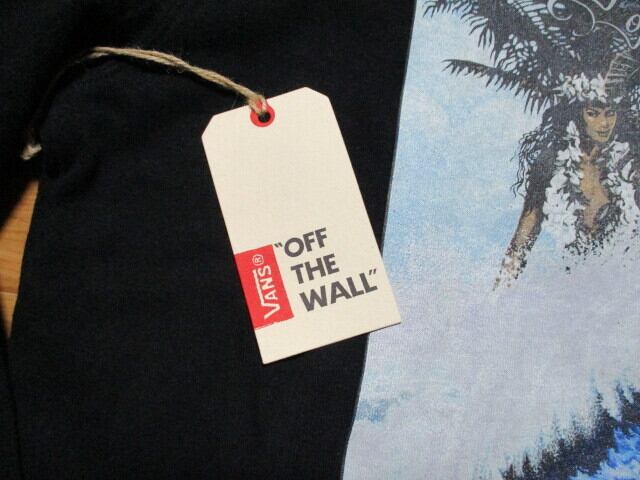 VANS®
"OFF
THE
WALL"